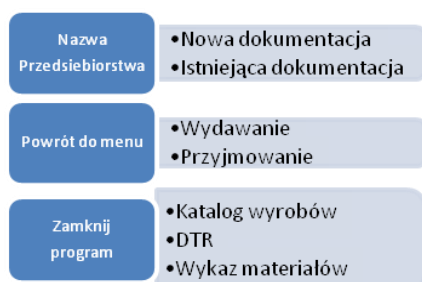 Nazwa
Przedsiebiorstwa
•Nowa dokumentacja
•Istniejąca dokumentacja
Powrót do menu
•Wydawanie
•Przyjmowanie
Zamknij
program
•Katalog wyrobów
•DTR
•Wykaz materiałów